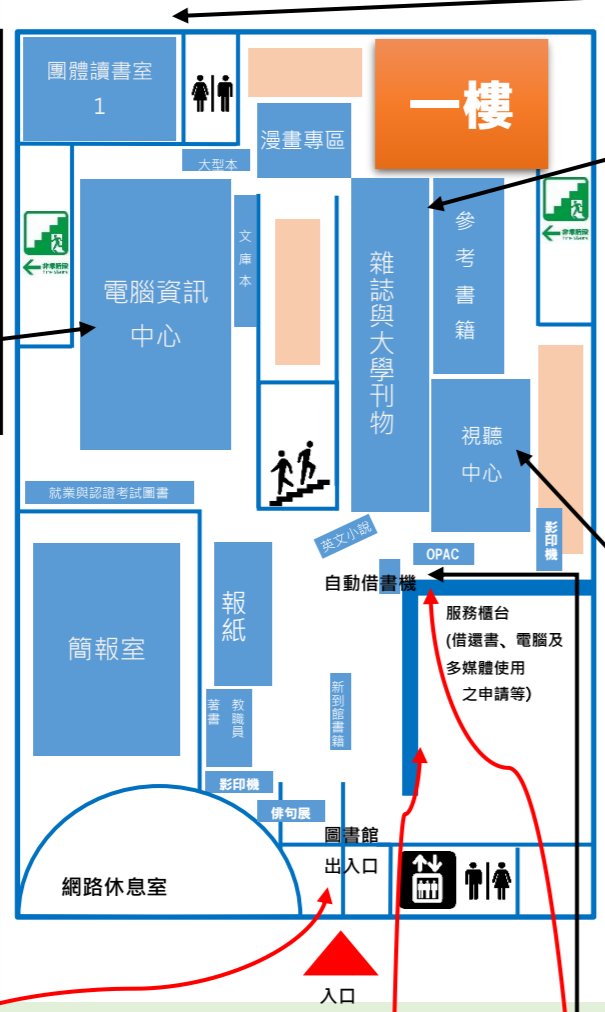 團體讀書室
1
一樓
漫畫專區
大型本
文庫本
參考書籍
雜誌與大學刊物
電腦資訊
中心
視聽
中心
就業與認證考試圖書
英文小說
OPAC
影印機
自動借書機
服務櫃台
(借還書、電腦及
多媒體使用
之申請等)
報紙
簡報室
新到館書籍
教職員
著書
影印機
俳句展
圖書館
出入口
網路休息室
入口